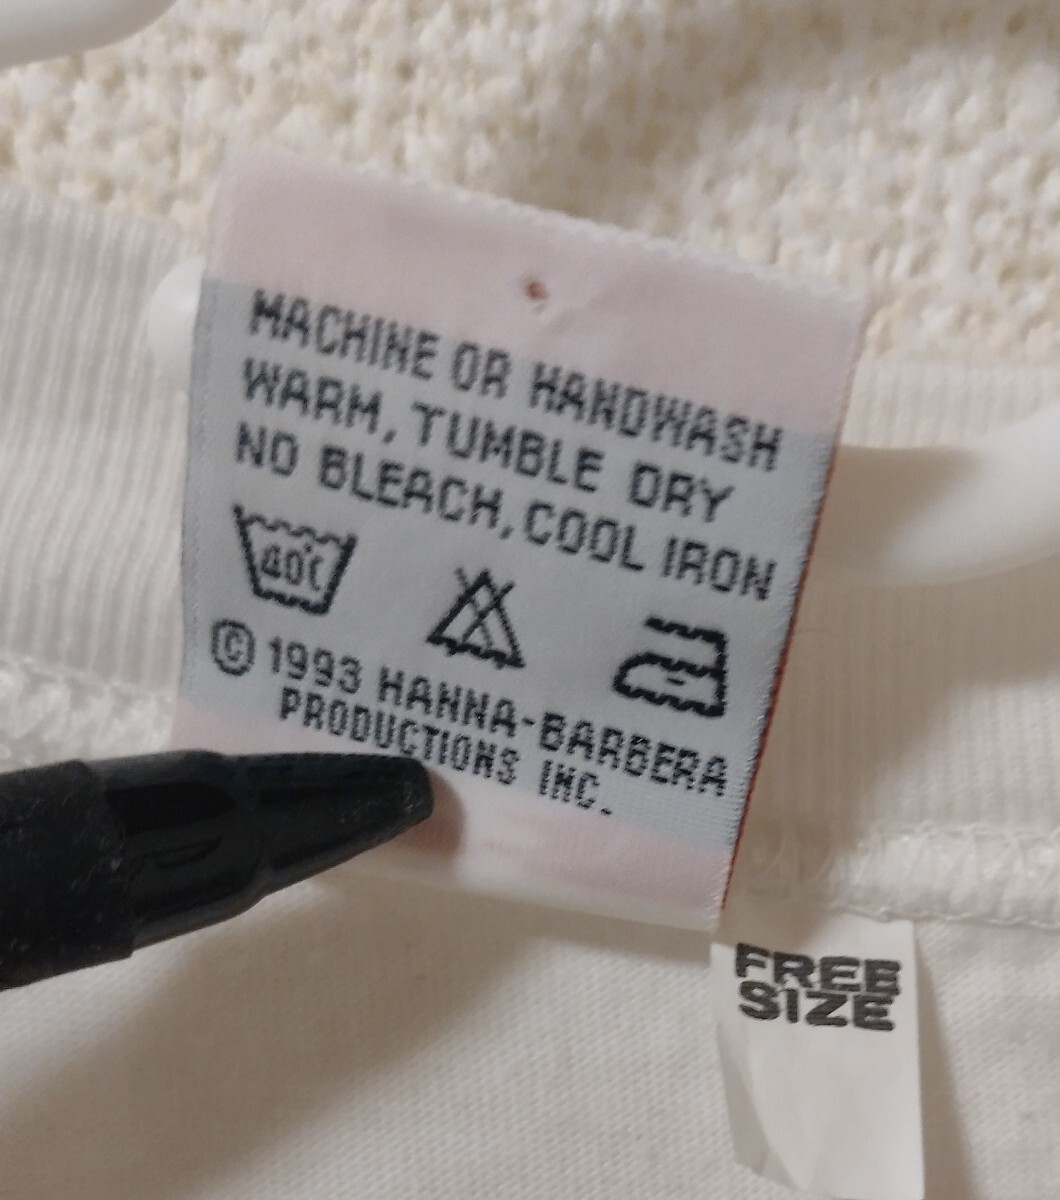 MACHINE OR HANDWASH
WARM, TUMBLE DRY
NO BLEACH, COOL IRON
40°C
© 1993 HANNA-BARBERA
PRODUCTIONS INC.
FREE
SIZE